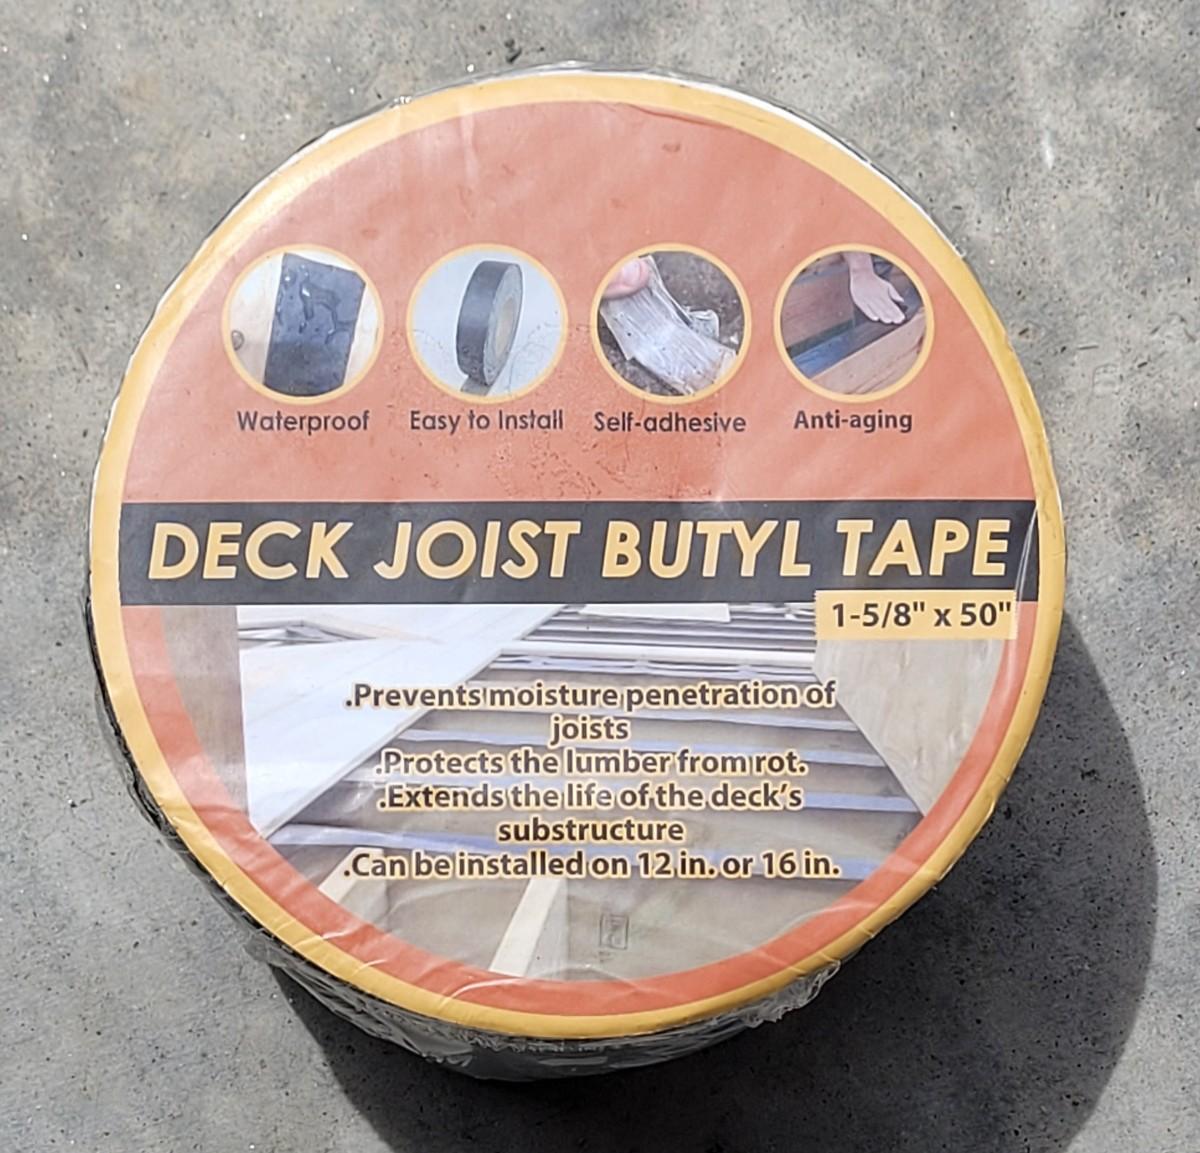 Waterproof
Easy to Install
Self-adhesive
Anti-aging
DECK JOIST BUTYL TAPE
1-5/8" x 50"
.Prevents moisture penetration of
joists
.Protects the lumber from rot.
.Extends the life of the deck's
substructure
.Can be installed on 12 in. or 16 in.